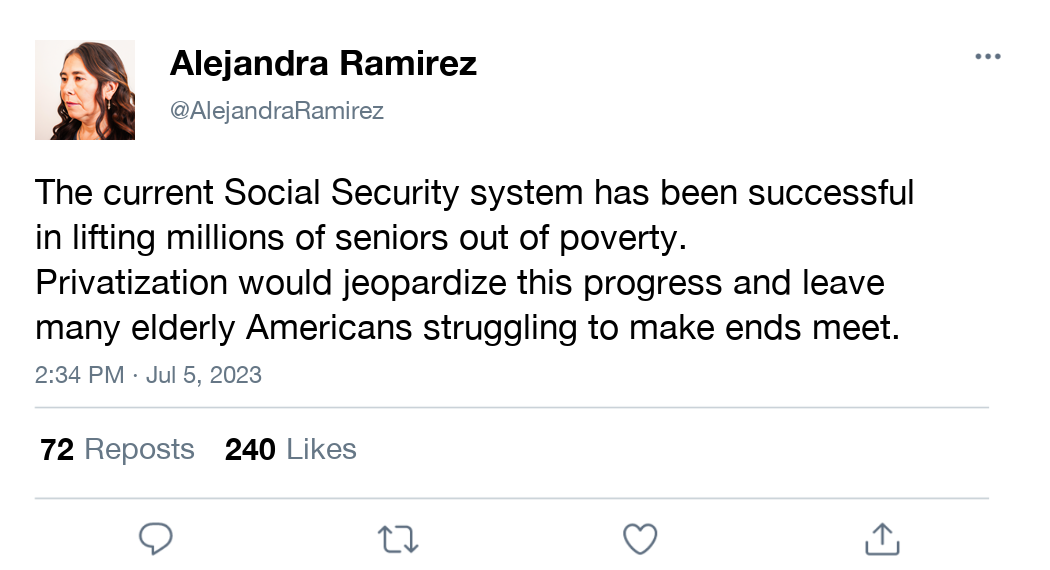 Alejandra Ramirez
@AlejandraRamirez
The current Social Security system has been successful
in lifting millions of seniors out of poverty.
Privatization would jeopardize this progress and leave
many elderly Americans struggling to make ends meet.
2:34 PM · Jul 5, 2023
72 Reposts 240 Likes